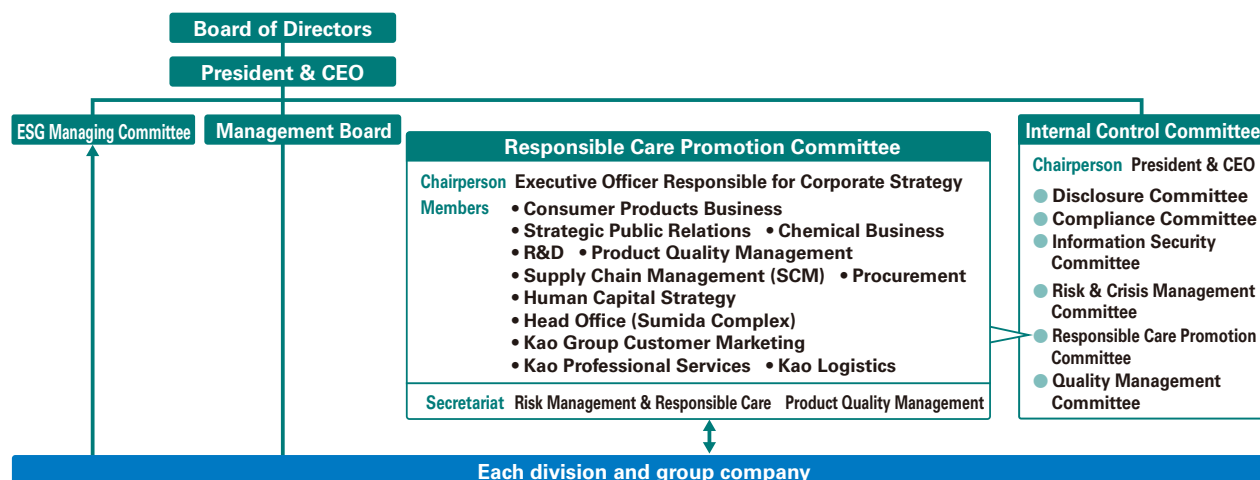 Board of Directors
President & CEO
ESG Managing Committee
Management Board
Responsible Care Promotion Committee
Chairperson Executive Officer Responsible for Corporate Strategy
Members • Consumer Products Business
• Strategic Public Relations • Chemical Business
• R&D • Product Quality Management
• Supply Chain Management (SCM) • Procurement
• Human Capital Strategy
• Head Office (Sumida Complex)
• Kao Group Customer Marketing
• Kao Professional Services • Kao Logistics
Secretariat Risk Management & Responsible Care Product Quality Management
Internal Control Committee
Chairperson President & CEO
● Disclosure Committee
● Compliance Committee
● Information Security
Committee
● Risk & Crisis Management
Committee
● Responsible Care Promotion
Committee
● Quality Management
Committee
Each division and group company